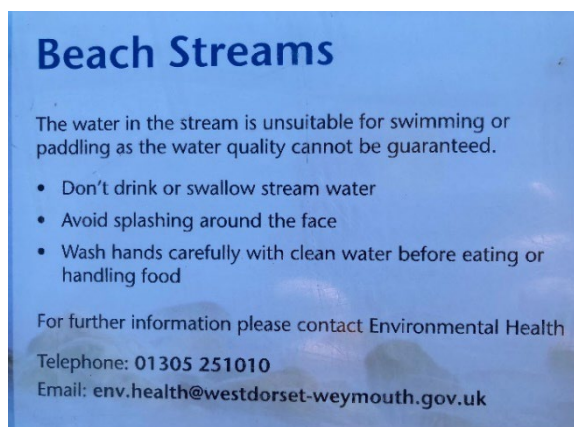 Beach Streams
The water in the stream is unsuitable for swimming or
paddling as the water quality cannot be guaranteed.
• Don't drink or swallow stream water
• Avoid splashing around the face
• Wash hands carefully with clean water before eating or
handling food
For further information please contact Environmental Health
Telephone: 01305 251010
Email: env.health@westdorset-weymouth.gov.uk